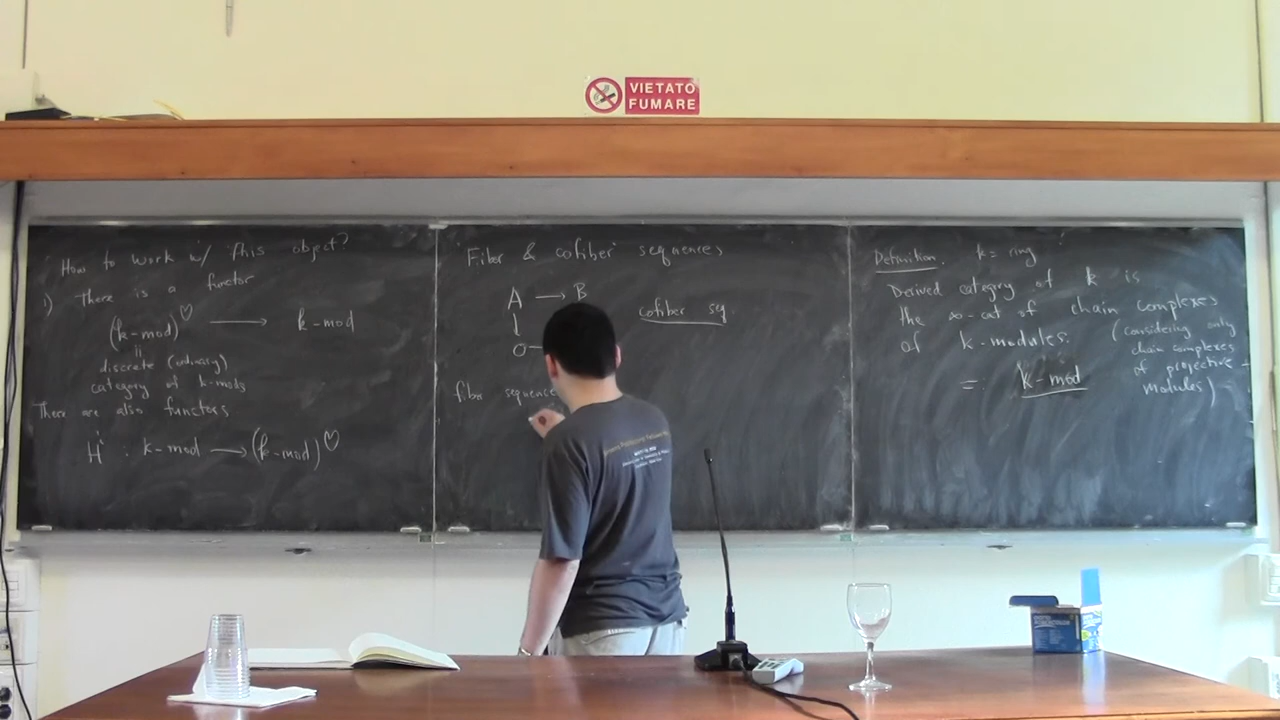 VIETATO
FUMARE
How to work w/ this object?
1) There is a functor
(k-mod)♡ ⟶ k-mod
||
discrete (ordinary)
category of k-mods
There are also functors
Hⁱ : k-mod ⟶ (k-mod)♡
Fiber & cofiber sequences
A ⟶ B
cofiber seq
0
fiber sequence
Definition. k = ring
Derived category of k is
the ∞-cat of chain complexes
of k-modules.
(considering only
chain complexes
of projective
modules)
=: k-mod